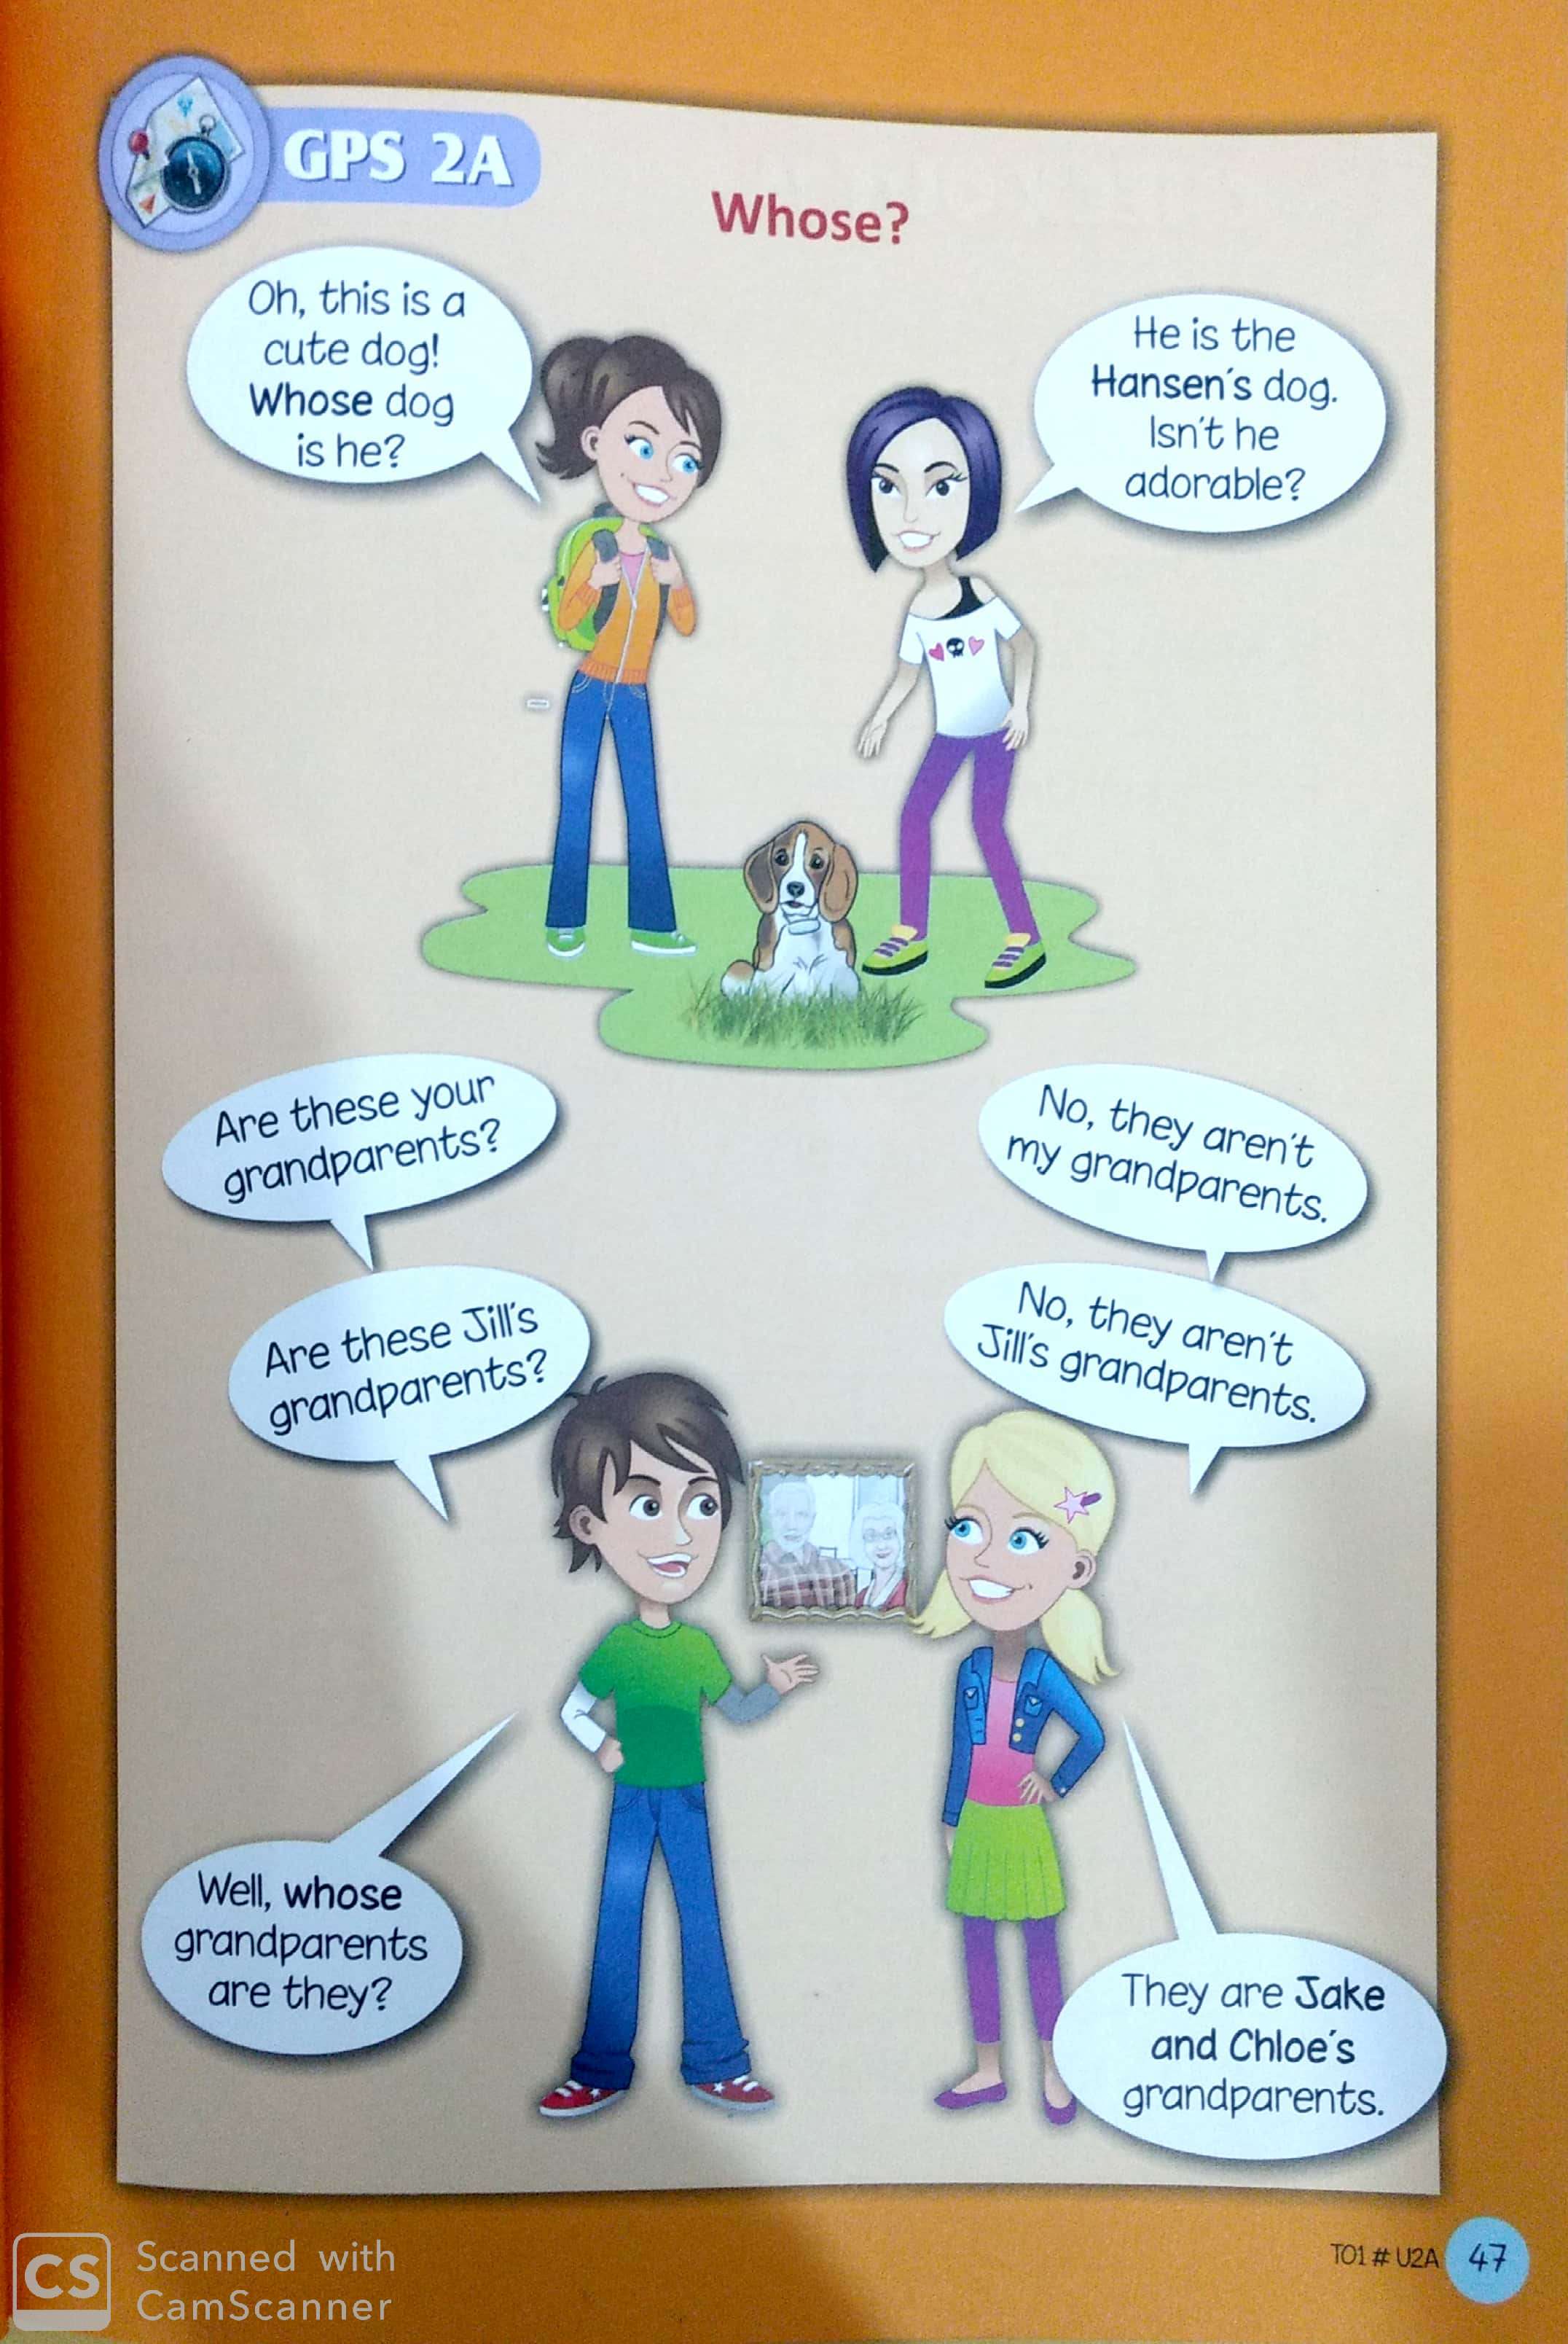 GPS 2A
Whose?
Oh, this is a
cute dog!
Whose dog
is he?
He is the
Hansen's dog.
Isn't he
adorable?
Are these your
grandparents?
No, they aren't
my grandparents.
Are these Jill's
grandparents?
No, they aren't
Jill's grandparents.
Well, whose
grandparents
are they?
They are Jake
and Chloe's
grandparents.
TO1 # U2A 47
CS Scanned with
CamScanner